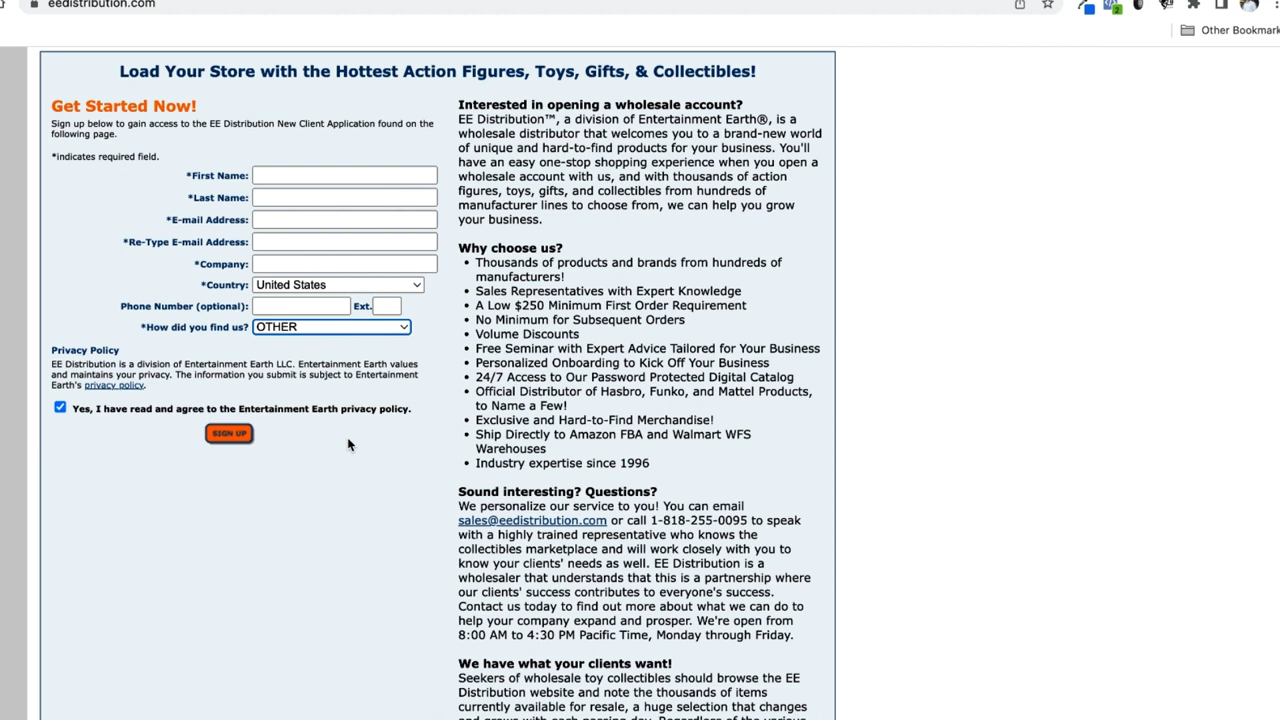 eedistribution.com
Other Bookmark
Load Your Store with the Hottest Action Figures, Toys, Gifts, & Collectibles!
Get Started Now!
Sign up below to gain access to the EE Distribution New Client Application found on the
following page.
*indicates required field.
*First Name:
*Last Name:
*E-mail Address:
*Re-Type E-mail Address:
*Company:
*Country: United States
Phone Number (optional): Ext.
*How did you find us? OTHER
Privacy Policy
EE Distribution is a division of Entertainment Earth LLC. Entertainment Earth values
and maintains your privacy. The information you submit is subject to Entertainment
Earth's privacy policy.
Yes, I have read and agree to the Entertainment Earth privacy policy.
SIGN UP
Interested in opening a wholesale account?
EE Distribution™, a division of Entertainment Earth®, is a
wholesale distributor that welcomes you to a brand-new world
of unique and hard-to-find products for your business. You'll
have an easy one-stop shopping experience when you open a
wholesale account with us, and with thousands of action
figures, toys, gifts, and collectibles from hundreds of
manufacturer lines to choose from, we can help you grow
your business.
Why choose us?
• Thousands of products and brands from hundreds of
manufacturers!
• Sales Representatives with Expert Knowledge
• A Low $250 Minimum First Order Requirement
• No Minimum for Subsequent Orders
• Volume Discounts
• Free Seminar with Expert Advice Tailored for Your Business
• Personalized Onboarding to Kick Off Your Business
• 24/7 Access to Our Password Protected Digital Catalog
• Official Distributor of Hasbro, Funko, and Mattel Products,
to Name a Few!
• Exclusive and Hard-to-Find Merchandise!
• Ship Directly to Amazon FBA and Walmart WFS
Warehouses
• Industry expertise since 1996
Sound interesting? Questions?
We personalize our service to you! You can email
sales@eedistribution.com or call 1-818-255-0095 to speak
with a highly trained representative who knows the
collectibles marketplace and will work closely with you to
know your clients' needs as well. EE Distribution is a
wholesaler that understands that this is a partnership where
our clients' success contributes to everyone's success.
Contact us today to find out more about what we can do to
help your company expand and prosper. We're open from
8:00 AM to 4:30 PM Pacific Time, Monday through Friday.
We have what your clients want!
Seekers of wholesale toy collectibles should browse the EE
Distribution website and note the thousands of items
currently available for resale, a huge selection that changes
and grows with each passing day. Regardless of the various